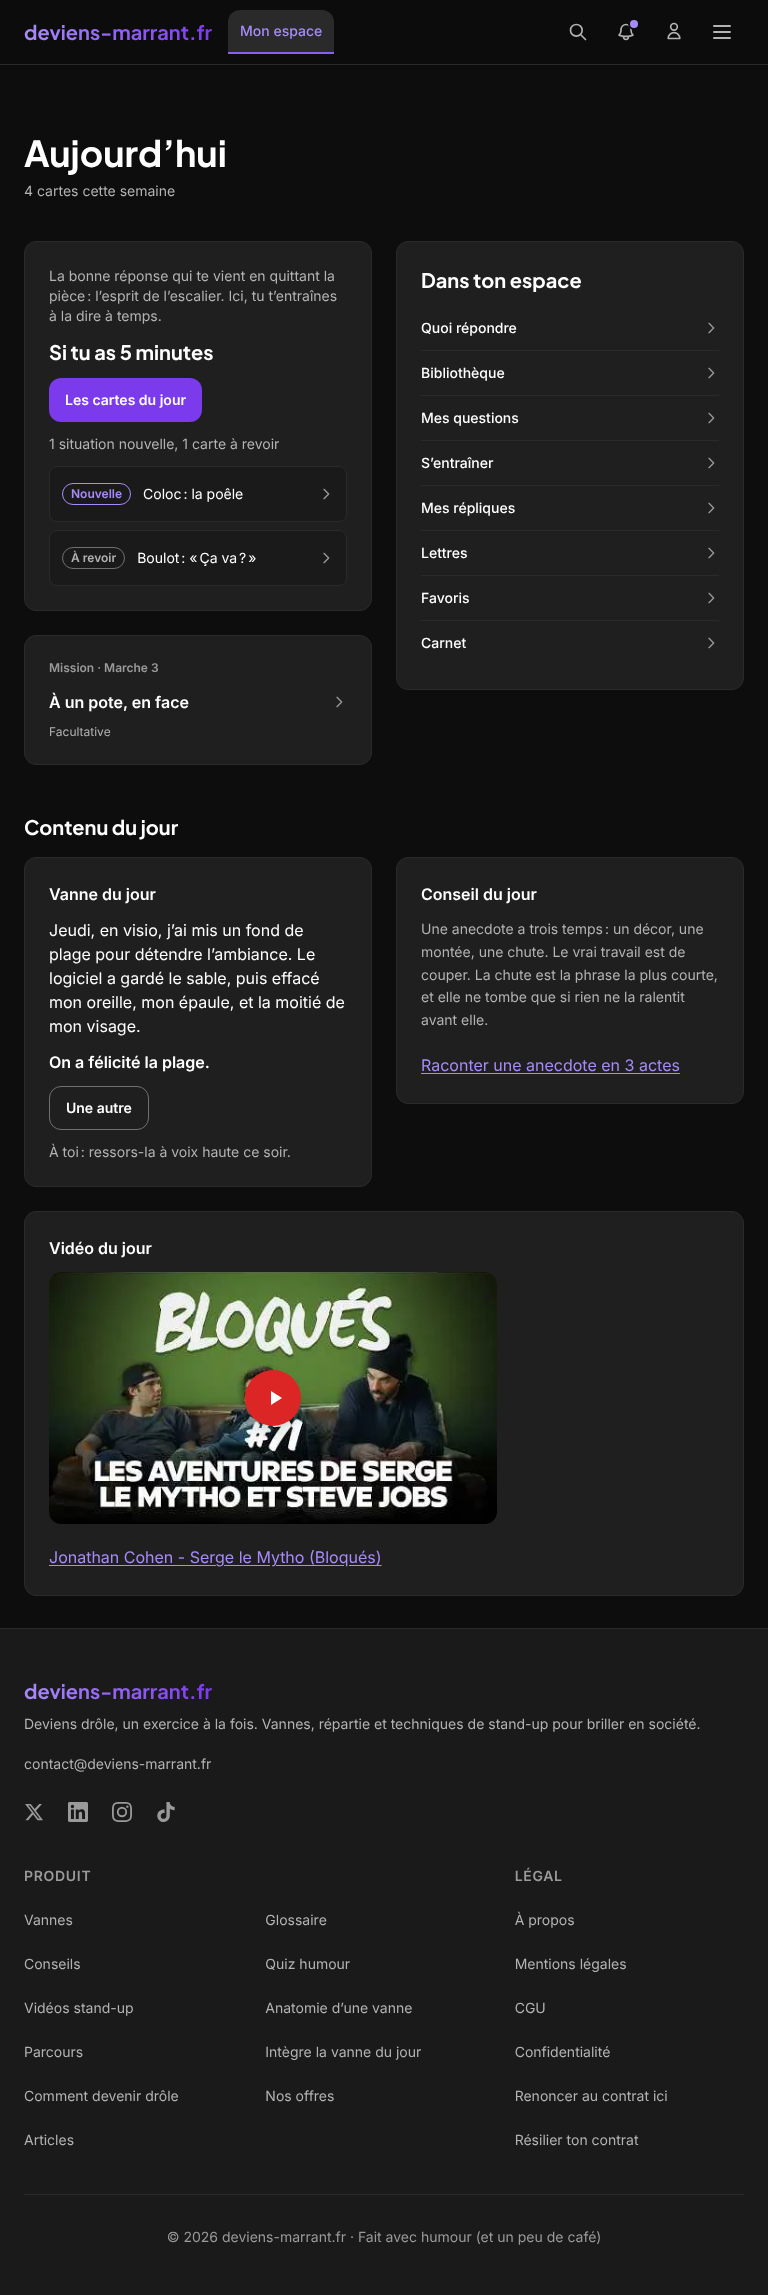 deviens-marrant.fr
Mon espace
Aujourd’hui
4 cartes cette semaine
La bonne réponse qui te vient en quittant la
pièce : l’esprit de l’escalier. Ici, tu t’entraînes
à la dire à temps.
Si tu as 5 minutes
Les cartes du jour
1 situation nouvelle, 1 carte à revoir
Nouvelle
Coloc : la poêle
À revoir
Boulot : « Ça va ? »
Mission · Marche 3
À un pote, en face
Facultative
Dans ton espace
Quoi répondre
Bibliothèque
Mes questions
S’entraîner
Mes répliques
Lettres
Favoris
Carnet
Contenu du jour
Vanne du jour
Jeudi, en visio, j’ai mis un fond de
plage pour détendre l’ambiance. Le
logiciel a gardé le sable, puis effacé
mon oreille, mon épaule, et la moitié de
mon visage.
On a félicité la plage.
Une autre
À toi : ressors-la à voix haute ce soir.
Conseil du jour
Une anecdote a trois temps : un décor, une
montée, une chute. Le vrai travail est de
couper. La chute est la phrase la plus courte,
et elle ne tombe que si rien ne la ralentit
avant elle.
Raconter une anecdote en 3 actes
Vidéo du jour
BLOQUÉS
#71
LES AVENTURES DE SERGE
LE MYTHO ET STEVE JOBS
Jonathan Cohen - Serge le Mytho (Bloqués)
deviens-marrant.fr
Deviens drôle, un exercice à la fois. Vannes, répartie et techniques de stand-up pour briller en société.
contact@deviens-marrant.fr
PRODUIT
Vannes
Conseils
Vidéos stand-up
Parcours
Comment devenir drôle
Articles
Glossaire
Quiz humour
Anatomie d’une vanne
Intègre la vanne du jour
Nos offres
LÉGAL
À propos
Mentions légales
CGU
Confidentialité
Renoncer au contrat ici
Résilier ton contrat
© 2026 deviens-marrant.fr · Fait avec humour (et un peu de café)